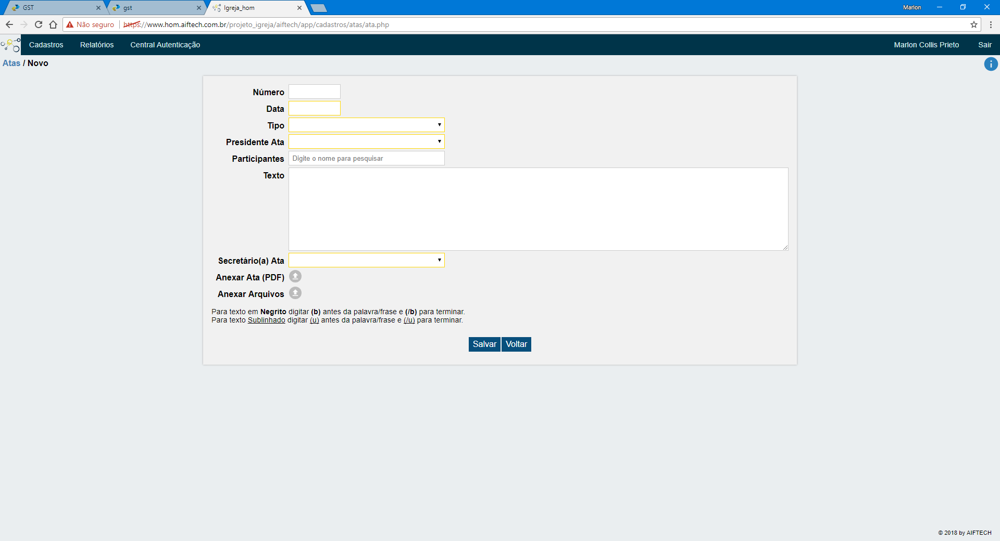 GST
gst
Igreja_hom
Marlon
Não seguro
https://www.hom.aiftech.com.br/projeto_igreja/aiftech/app/cadastros/atas/ata.php
Cadastros Relatórios Central Autenticação Marlon Collis Prieto Sair
Atas / Novo
Número
Data
Tipo
Presidente Ata
Participantes Digite o nome para pesquisar
Texto
Secretário(a) Ata
Anexar Ata (PDF)
Anexar Arquivos
Para texto em Negrito digitar (b) antes da palavra/frase e (/b) para terminar.
Para texto Sublinhado digitar (u) antes da palavra/frase e (/u) para terminar.
Salvar Voltar
© 2018 by AIFTECH